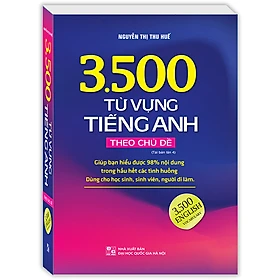 NGUYỄN THỊ THU HUẾ
3.500
TỪ VỰNG
TIẾNG ANH
THEO CHỦ ĐỀ
(Tái bản lần 4)
Giúp bạn hiểu được 98% nội dung
trong hầu hết các tình huống
Dùng cho học sinh, sinh viên, người đi làm.
3,500
ENGLISH
NHÀ XUẤT BẢN
ĐẠI HỌC QUỐC GIA HÀ NỘI
3.500 TỪ VỰNG
TIẾNG ANH